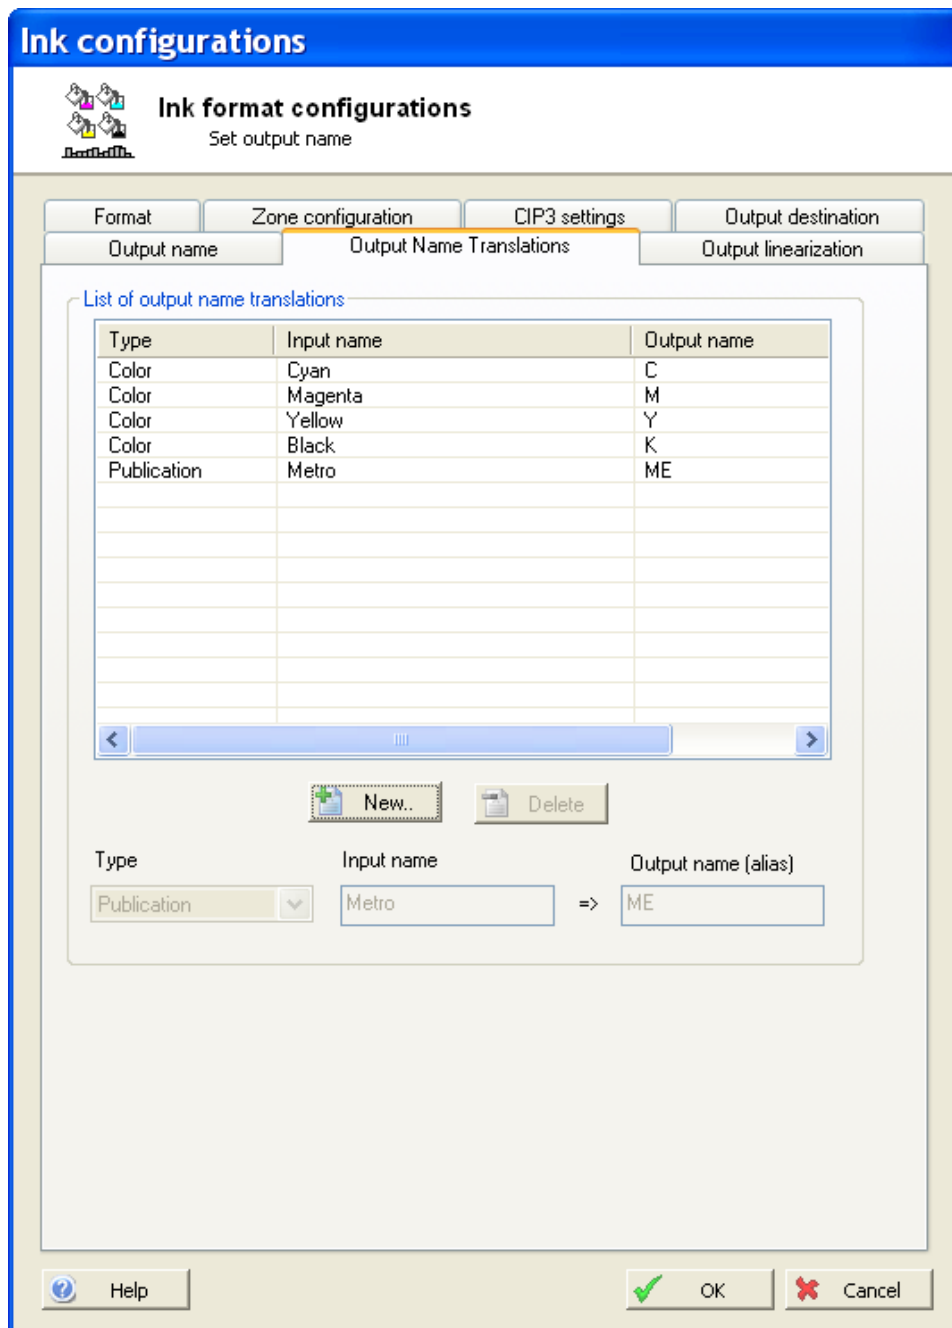 Ink configurations
Ink format configurations
Set output name
Format Zone configuration CIP3 settings Output destination
Output name Output Name Translations Output linearization
List of output name translations
Type Input name Output name
Color Cyan C
Color Magenta M
Color Yellow Y
Color Black K
Publication Metro ME
New.. Delete
Type Input name Output name (alias)
Publication Metro => ME
Help OK Cancel